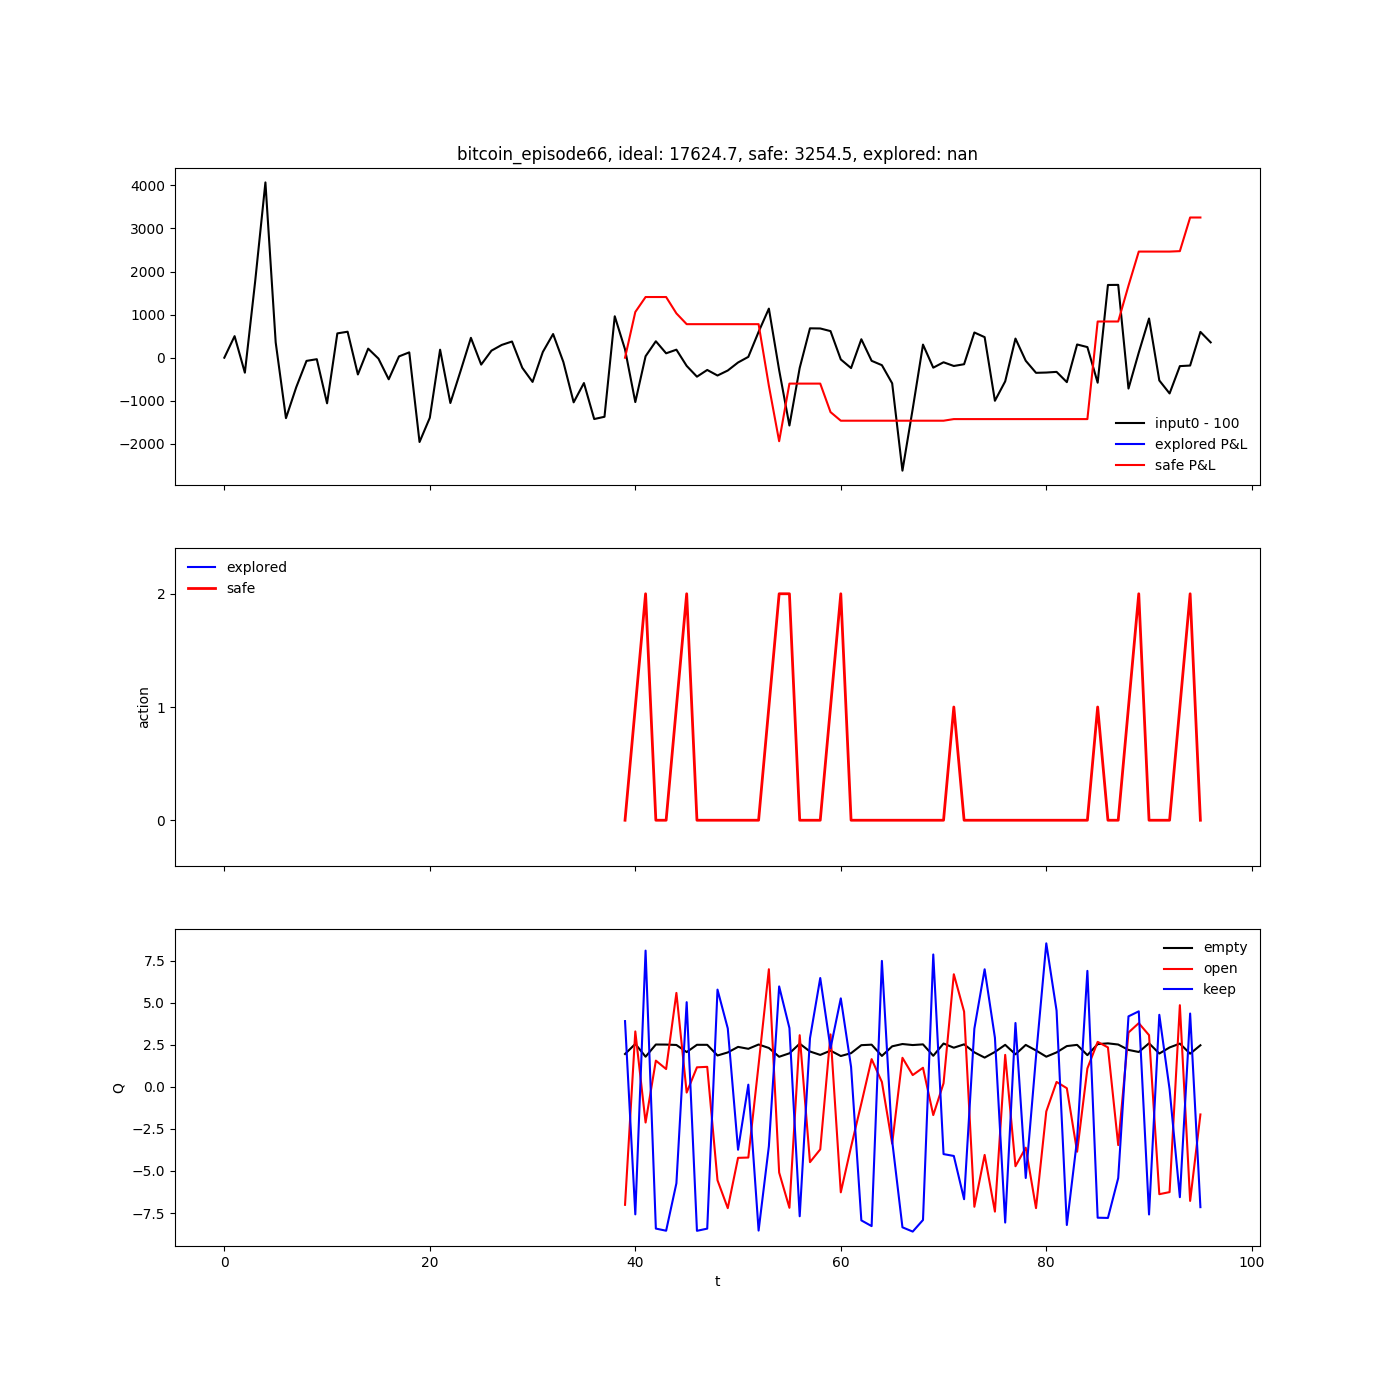 bitcoin_episode66, ideal: 17624.7, safe: 3254.5, explored: nan
4000
3000
2000
1000
0
−1000
−2000
input0 - 100
explored P&L
safe P&L
explored
safe
2
1
0
action
empty
open
keep
7.5
5.0
2.5
0.0
−2.5
−5.0
−7.5
Q
0 20 40 60 80 100
t